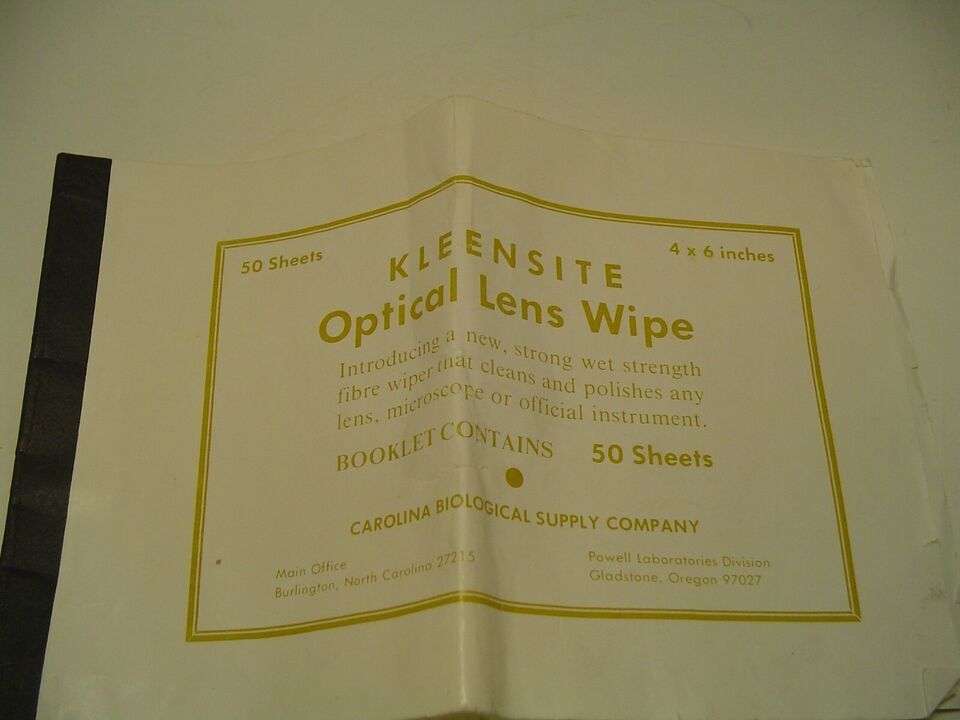 50 Sheets
4 x 6 inches
KLEENSITE
Optical Lens Wipe
Introducing a new, strong wet strength
fibre wiper that cleans and polishes any
lens, microscope or official instrument.
BOOKLET CONTAINS 50 Sheets
CAROLINA BIOLOGICAL SUPPLY COMPANY
Main Office
Burlington, North Carolina 27215
Powell Laboratories Division
Gladstone, Oregon 97027